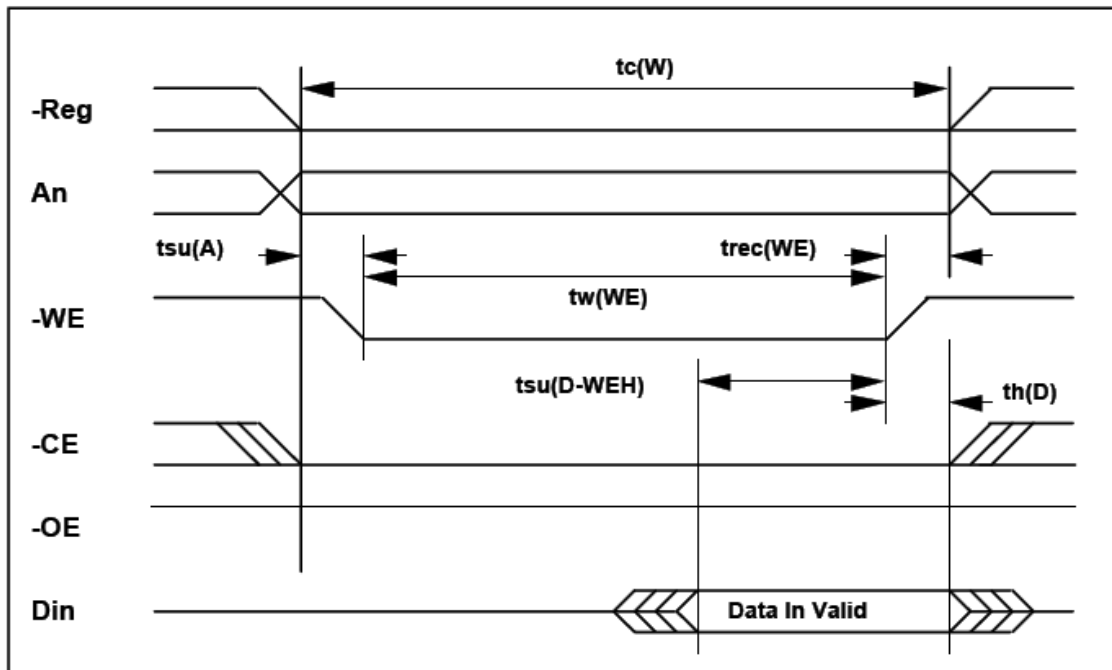 tc(W)
-Reg
An
tsu(A)
trec(WE)
tw(WE)
-WE
tsu(D-WEH)
th(D)
-CE
-OE
Din
Data In Valid